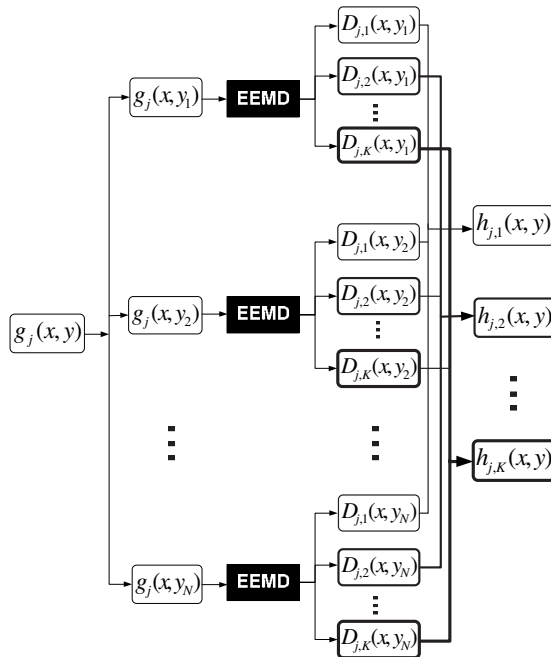 D_{j,1}(x, y_1)
D_{j,2}(x, y_1)
g_j(x, y_1)
EEMD
D_{j,K}(x, y_1)
h_{j,1}(x, y)
D_{j,1}(x, y_2)
D_{j,2}(x, y_2)
g_j(x, y_2)
EEMD
h_{j,2}(x, y)
g_j(x, y)
D_{j,K}(x, y_2)
h_{j,K}(x, y)
D_{j,1}(x, y_N)
D_{j,2}(x, y_N)
g_j(x, y_N)
EEMD
D_{j,K}(x, y_N)